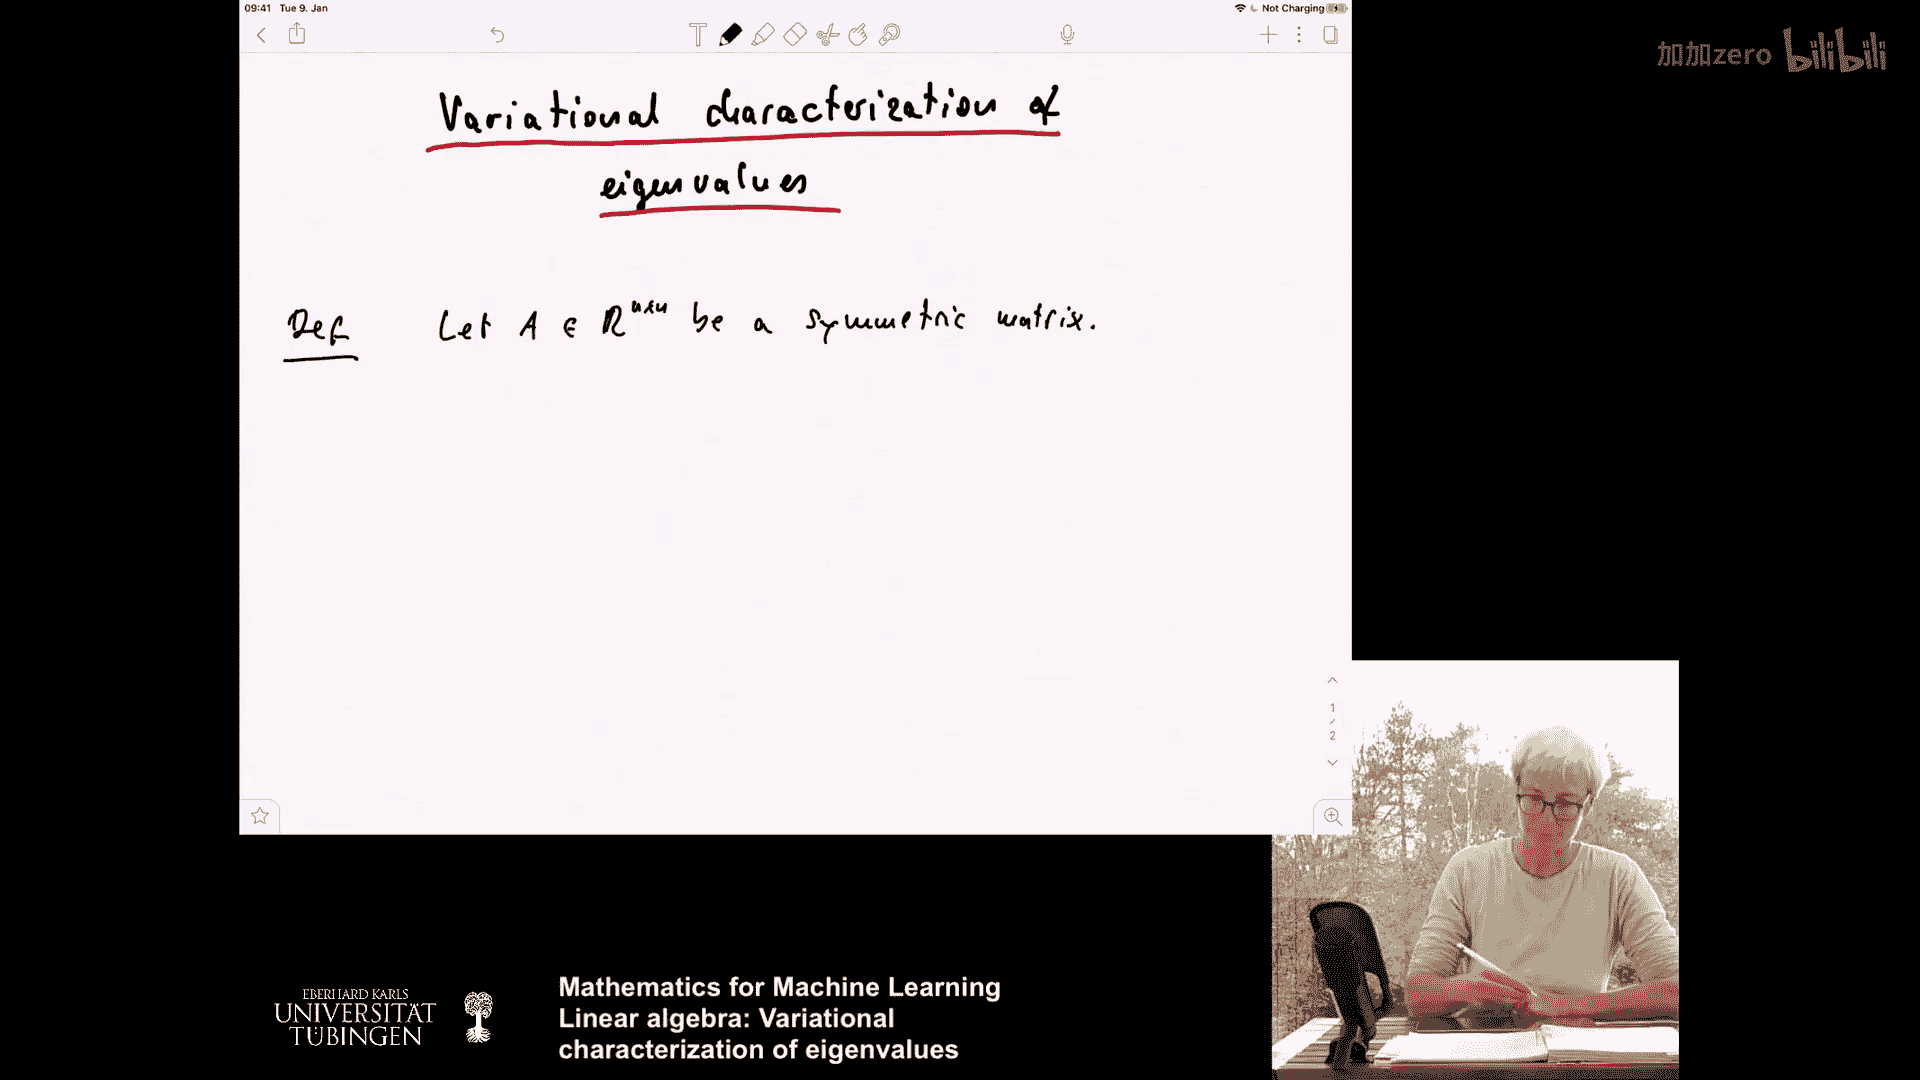 09:41 Tue 9. Jan
Not Charging
加加zero bilibili
T
Variational characterization of
eigenvalues
Def Let A ∈ ℝⁿˣⁿ be a symmetric matrix.
1
2
EBERHARD KARLS
UNIVERSITÄT
TÜBINGEN
Mathematics for Machine Learning
Linear algebra: Variational
characterization of eigenvalues